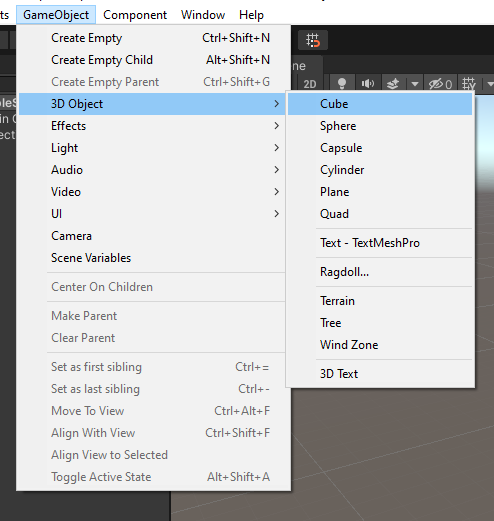 ts GameObject Component Window Help
Create Empty Ctrl+Shift+N
Create Empty Child Alt+Shift+N
Create Empty Parent Ctrl+Shift+G
3D Object
Effects
Light
Audio
Video
UI
Camera
Scene Variables
Center On Children
Make Parent
Clear Parent
Set as first sibling Ctrl+=
Set as last sibling Ctrl+-
Move To View Ctrl+Alt+F
Align With View Ctrl+Shift+F
Align View to Selected
Toggle Active State Alt+Shift+A
ne
2D 0
Cube
Sphere
Capsule
Cylinder
Plane
Quad
Text - TextMeshPro
Ragdoll...
Terrain
Tree
Wind Zone
3D Text